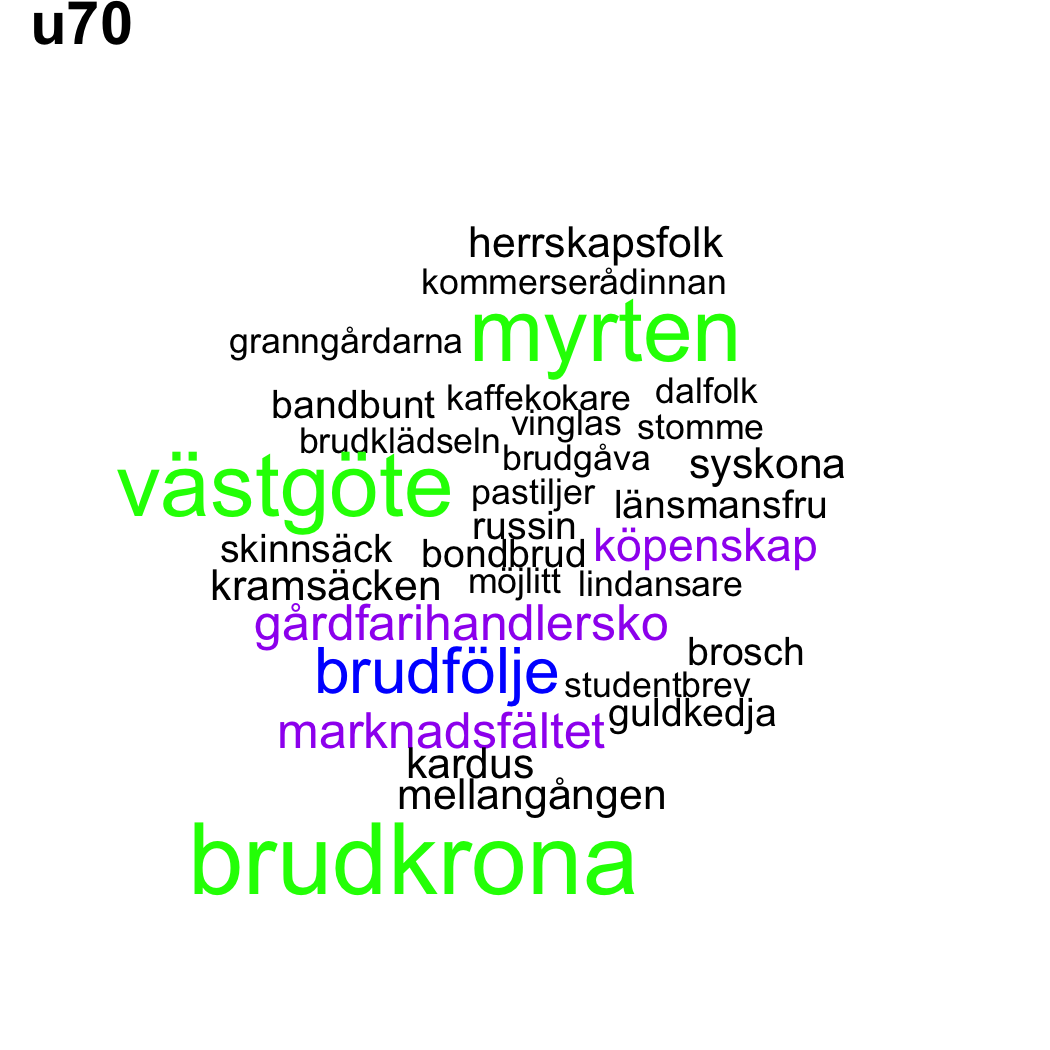 u70
herrskapsfolk
kommerserådinnan
granngårdarna myrten
bandbunt kaffekokare dalfolk
vinglas stomme
brudklädseln brudgåva syskona
västgöte pastiljer länsmansfru
russin
skinnsäck bondbrud köpenskap
kramsäcken möjlitt lindansare
gårdfarihandlersko
brosch
brudfölje studentbrev
guldkedja
marknadsfältet
kardus
mellangången
brudkrona